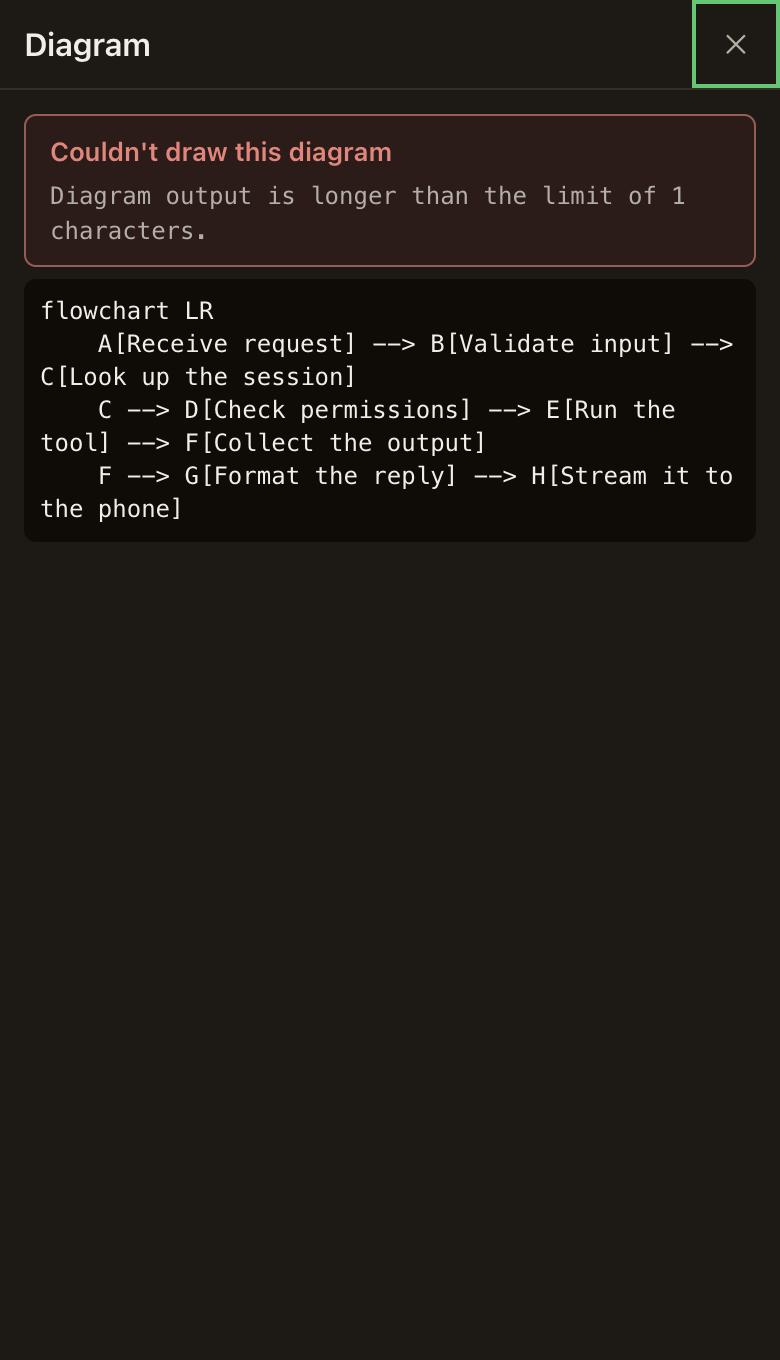 Diagram
Couldn't draw this diagram
Diagram output is longer than the limit of 1
characters.
flowchart LR
    A[Receive request] --> B[Validate input] -->
C[Look up the session]
    C --> D[Check permissions] --> E[Run the
tool] --> F[Collect the output]
    F --> G[Format the reply] --> H[Stream it to
the phone]